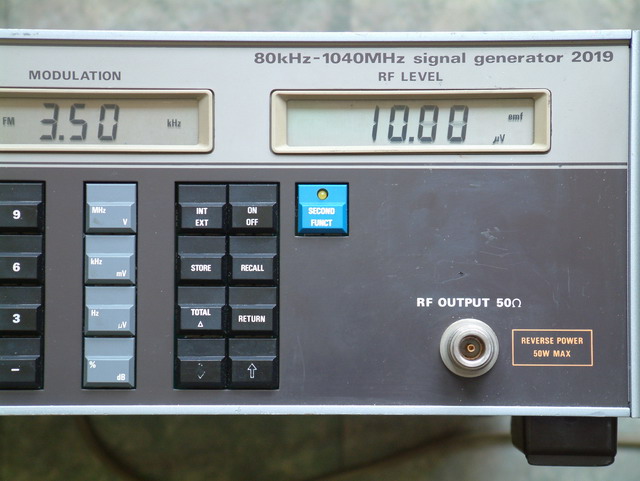 80kHz-1040MHz signal generator 2019
MODULATION
RF LEVEL
FM 3.50 kHz
10.00 emf µV
9
MHz V
INT EXT
ON OFF
SECOND FUNCT
6
kHz mV
STORE
RECALL
3
Hz µV
TOTAL Δ
RETURN
–
% dB
⇩
⇧
RF OUTPUT 50Ω
REVERSE POWER
50W MAX